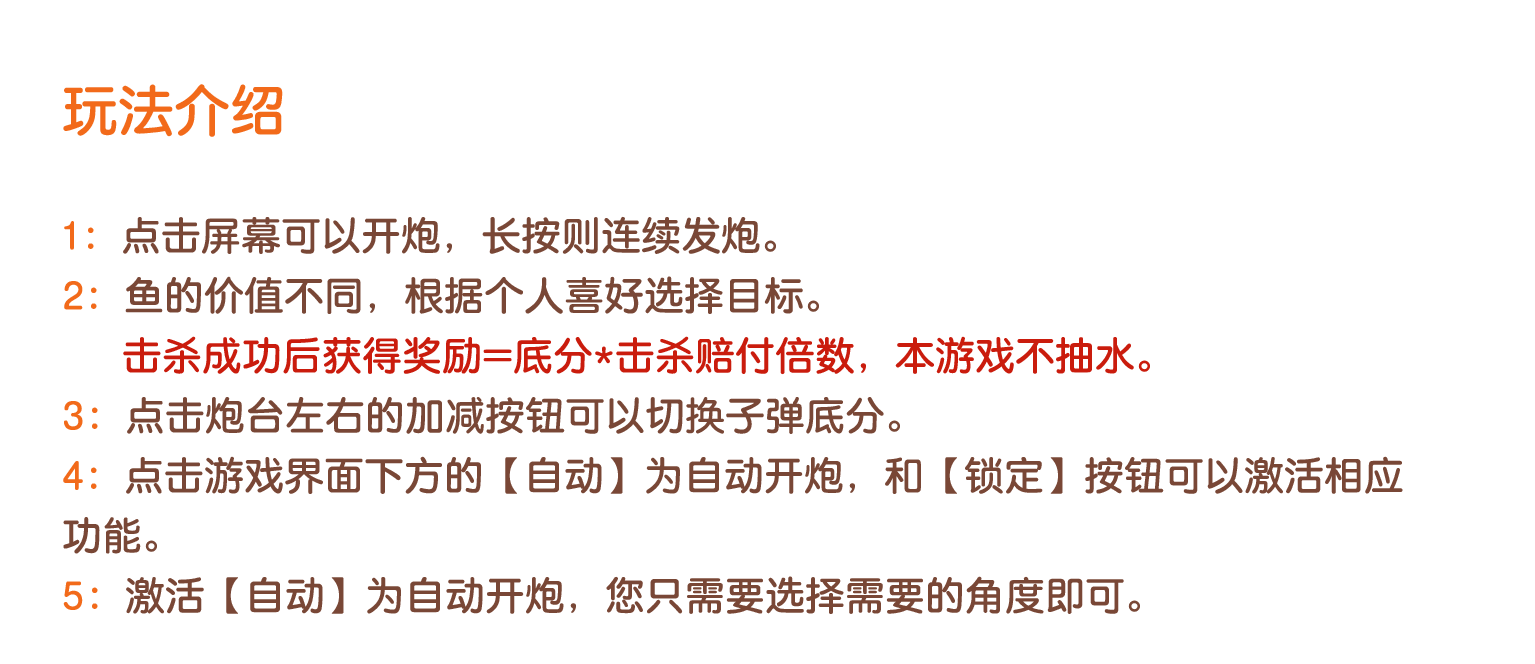 玩法介绍
1：点击屏幕可以开炮，长按则连续发炮。
2：鱼的价值不同，根据个人喜好选择目标。
击杀成功后获得奖励=底分*击杀赔付倍数，本游戏不抽水。
3：点击炮台左右的加减按钮可以切换子弹底分。
4：点击游戏界面下方的【自动】为自动开炮，和【锁定】按钮可以激活相应
功能。
5：激活【自动】为自动开炮，您只需要选择需要的角度即可。